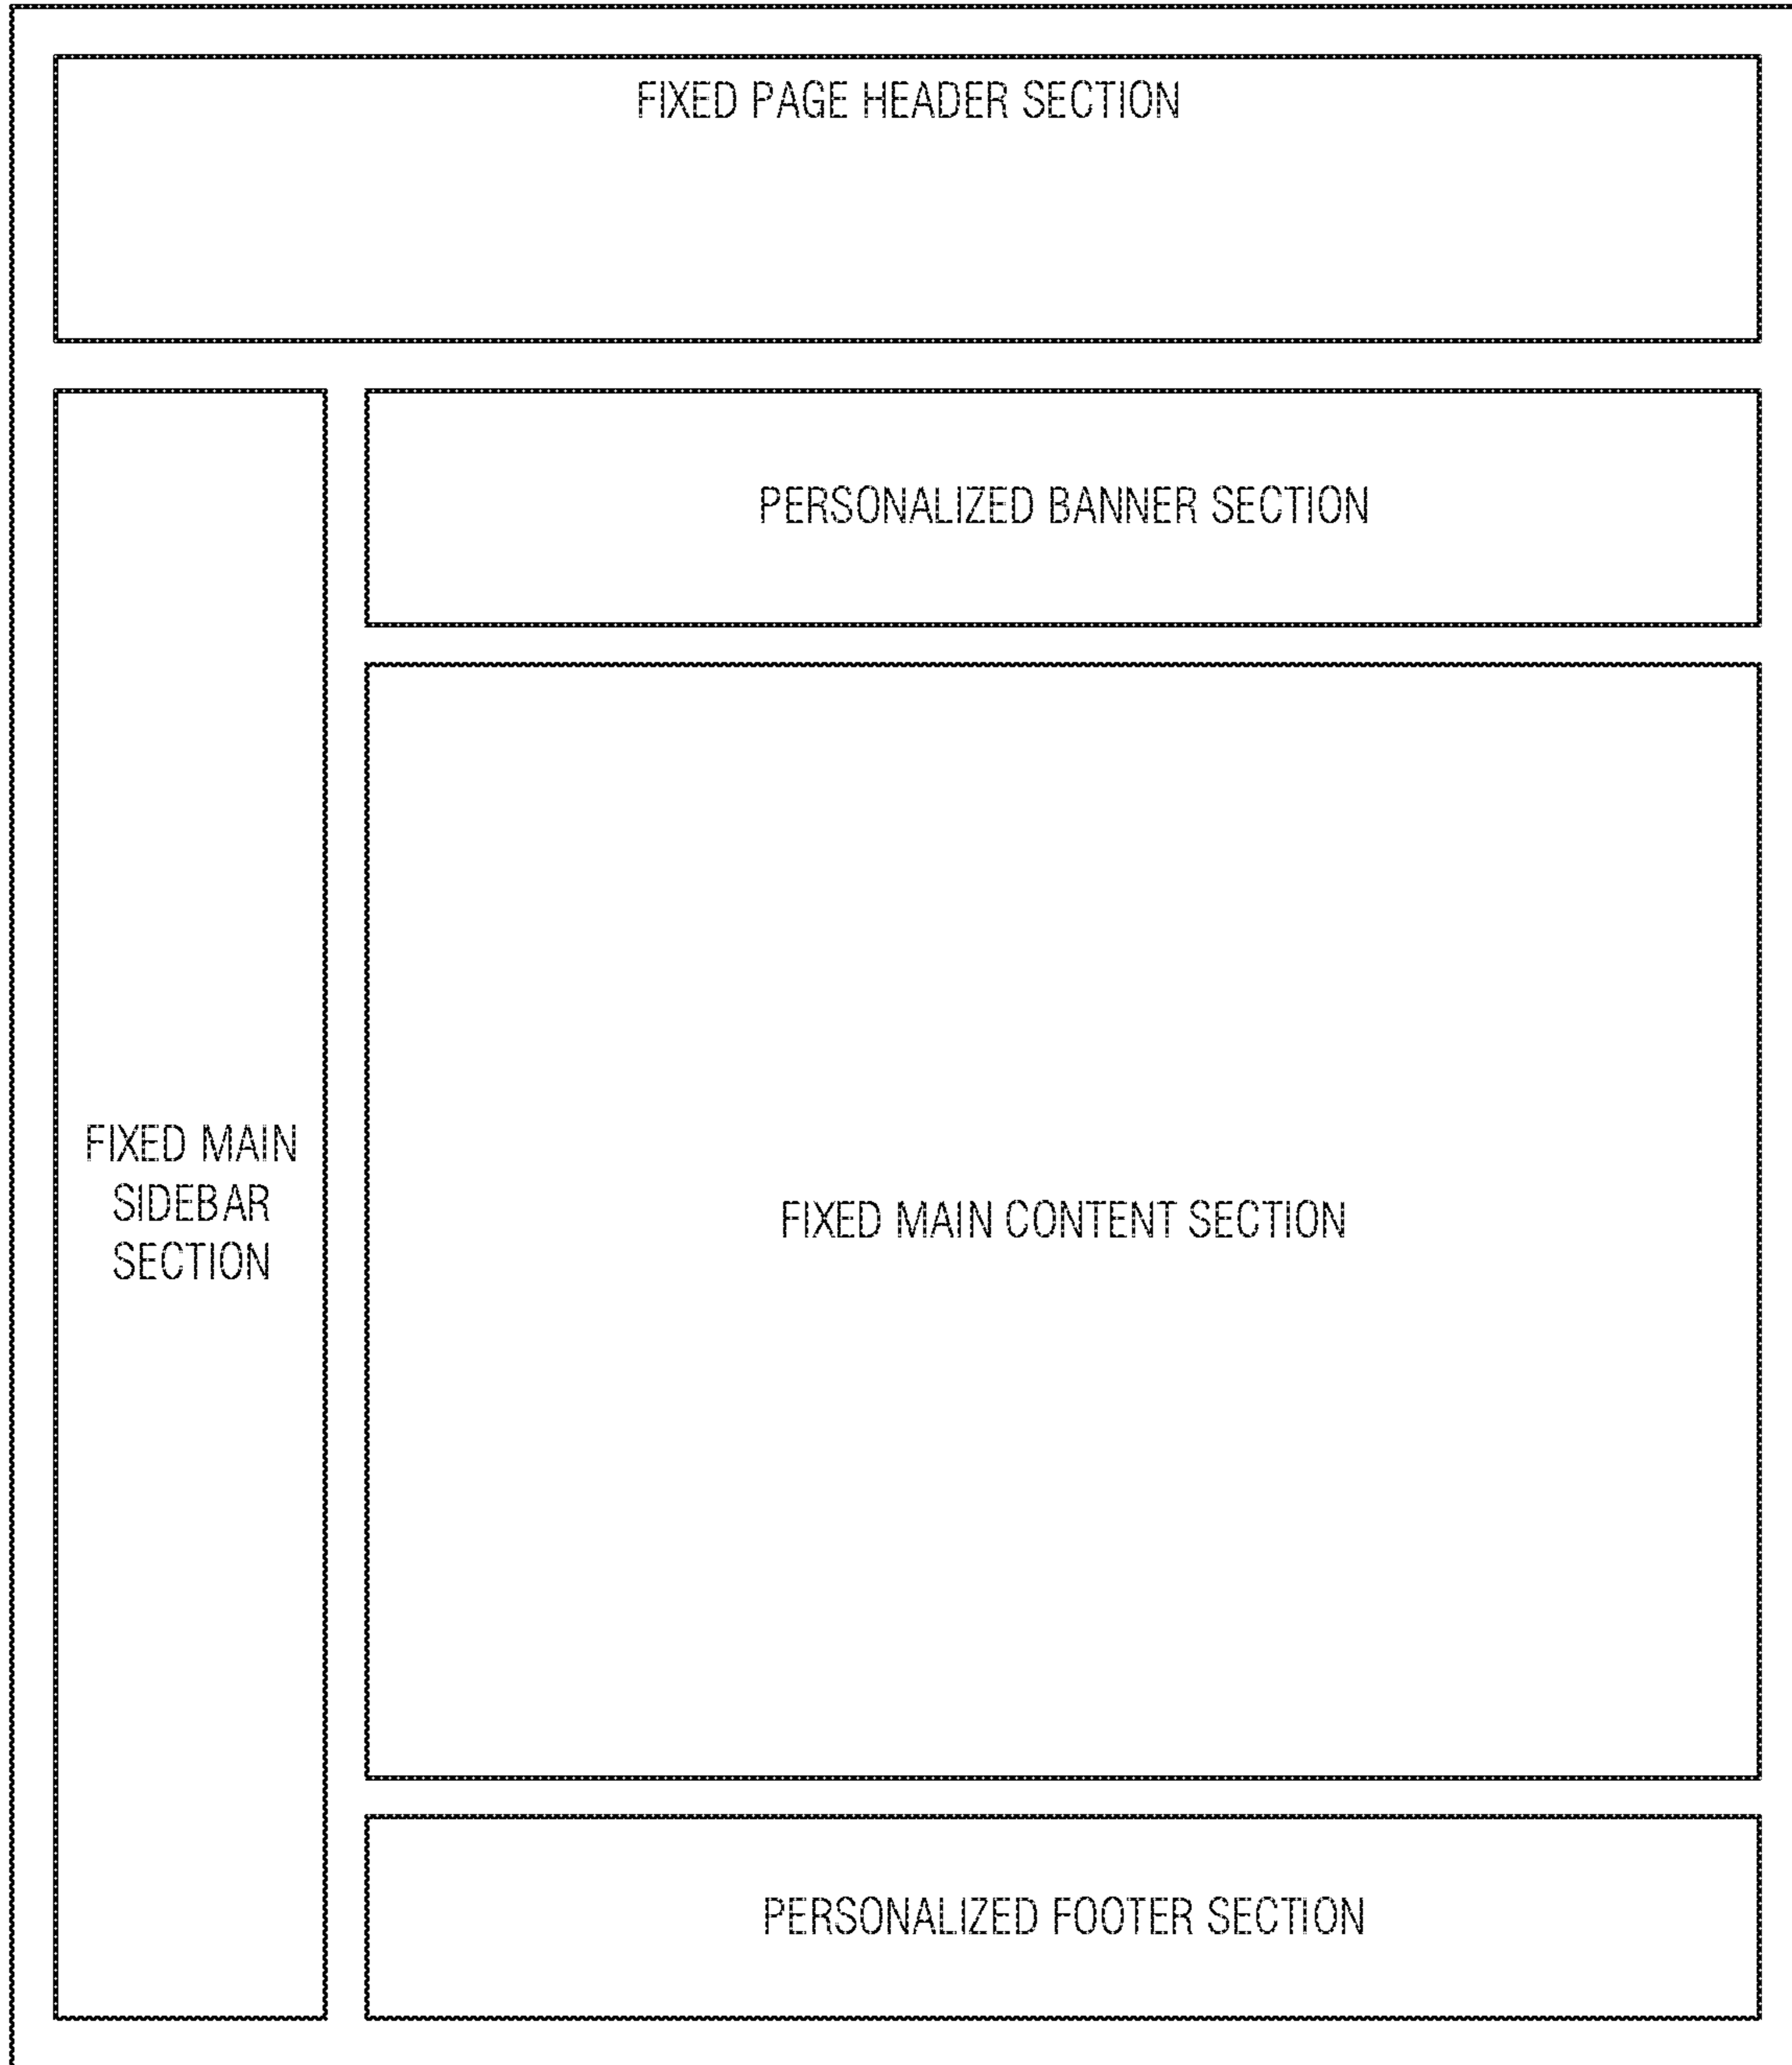 FIXED PAGE HEADER SECTION
PERSONALIZED BANNER SECTION
FIXED MAIN
SIDEBAR
SECTION
FIXED MAIN CONTENT SECTION
PERSONALIZED FOOTER SECTION